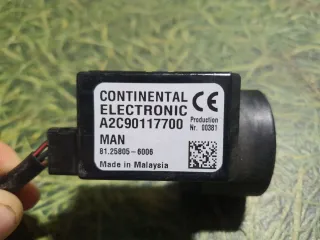 CONTINENTAL
ELECTRONIC
A2C90117700
CE
Production
Nr. 00381
MAN
81.25805-6006
Made in Malaysia